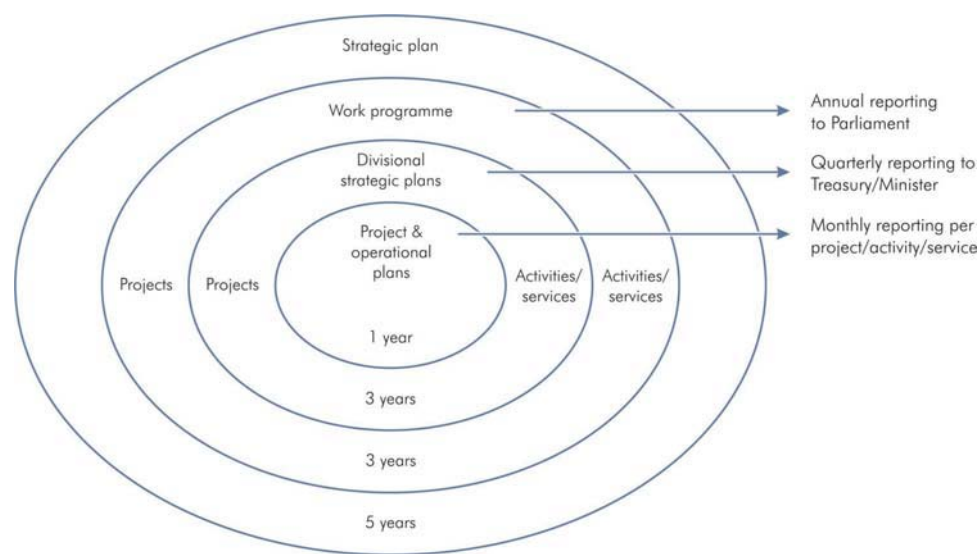 Strategic plan
Work programme
Annual reporting
to Parliament
Divisional
strategic plans
Quarterly reporting to
Treasury/Minister
Project &
operational
plans
Monthly reporting per
project/activity/service
Projects
Projects
Activities/
services
Activities/
services
1 year
3 years
3 years
5 years